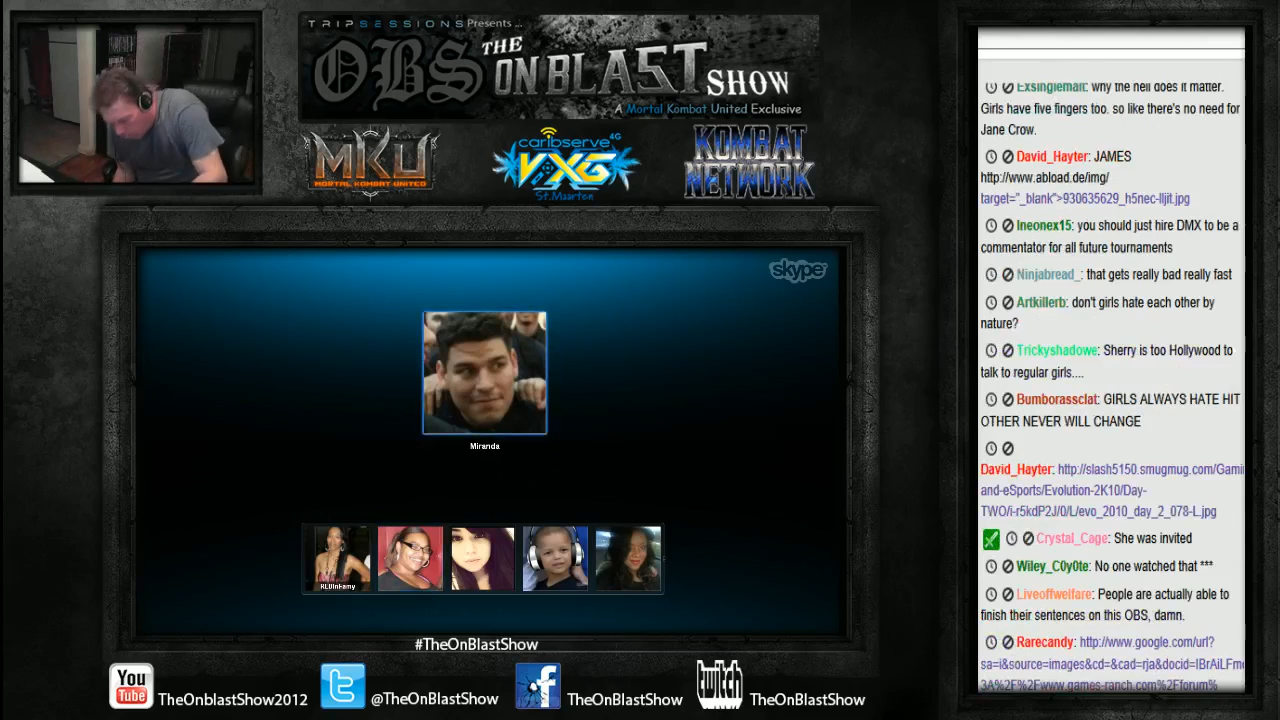 TRIPSESSIONS Presents ...
OBS THE ON BLAST SHOW
A Mortal Kombat United Exclusive
MKU
MORTAL KOMBAT UNITED
caribserve 4G
VXG
St.Maarten
KOMBAT
NETWORK
skype
Miranda
KLUInFamy
#TheOnBlastShow
You
Tube
TheOnblastShow2012
@TheOnBlastShow
f
TheOnBlastShow
twitch
TheOnBlastShow
Exsinglemalt: why the hell does it matter.
Girls have five fingers too. so like there's no need for
Jane Crow.
David_Hayter: JAMES
http://www.abload.de/img/
target="_blank">930635629_h5nec-lljit.jpg
Ineonex15: you should just hire DMX to be a
commentator for all future tournaments
Ninjabread_: that gets really bad really fast
Artkillerb: don't girls hate each other by
nature?
Trickyshadowe: Sherry is too Hollywood to
talk to regular girls....
Bumborassclat: GIRLS ALWAYS HATE HIT
OTHER NEVER WILL CHANGE
David_Hayter: http://slash5150.smugmug.com/Gami
and-eSports/Evolution-2K10/Day-
TWO/i-r5kdP2J/0/L/evo_2010_day_2_078-L.jpg
Crystal_Cage: She was invited
Wiley_C0y0te: No one watched that ***
Liveoffwelfare: People are actually able to
finish their sentences on this OBS, damn.
Rarecandy: http://www.google.com/url?
sa=i&source=images&cd=&cad=rja&docid=IBrAiLFm
3A%2F%2Fwww.games-ranch.com%2Fforum%